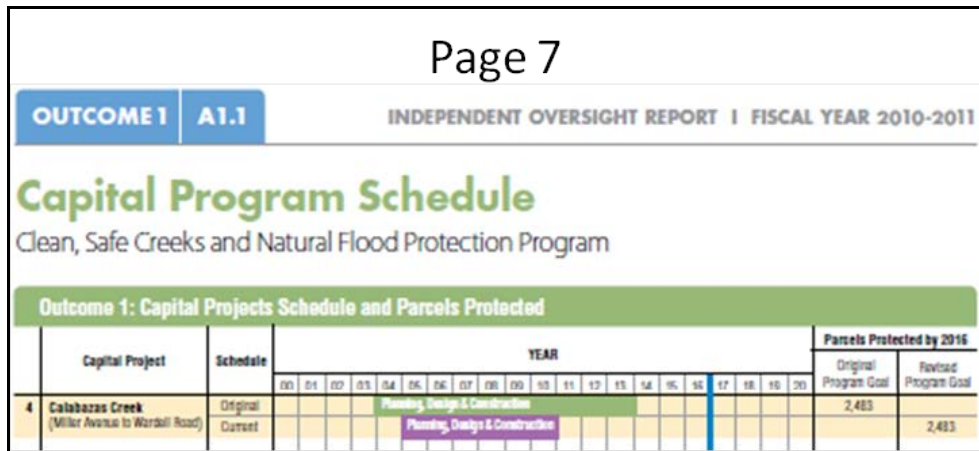 Page 7
OUTCOME 1 A1.1 INDEPENDENT OVERSIGHT REPORT I FISCAL YEAR 2010-2011
Capital Program Schedule
Clean, Safe Creeks and Natural Flood Protection Program
Outcome 1: Capital Projects Schedule and Parcels Protected
Capital Project Schedule YEAR Parcels Protected by 2016
00 01 02 03 04 05 06 07 08 09 10 11 12 13 14 15 16 17 18 19 20 Original Program Goal Revised Program Goal
4 Calabazas Creek Original Planning, Design & Construction 2,483
(Miller Avenue to Wardell Road) Current Planning, Design & Construction 2,483